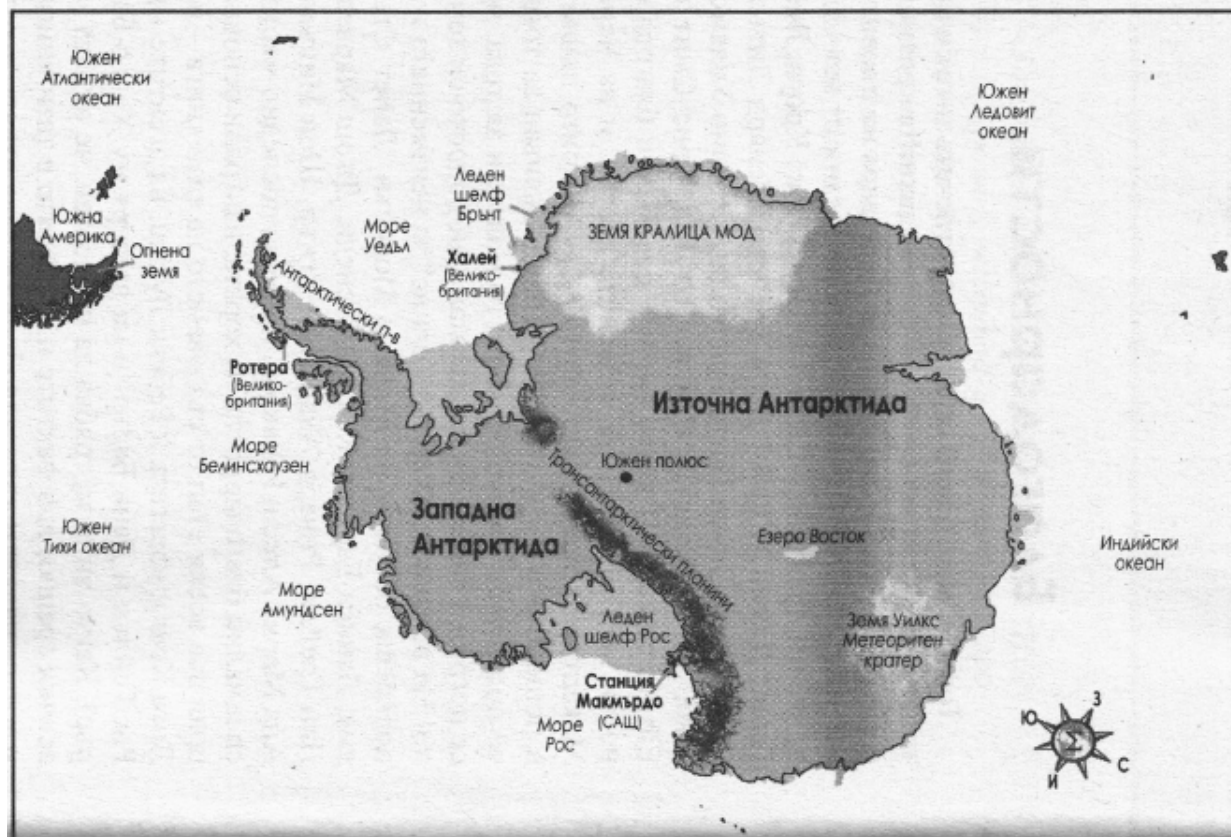 Южен
Атлантически
океан
Южен
Ледовит
океан
Леден
шелф
Брънт
Море
Уедъл
ЗЕМЯ КРАЛИЦА МОД
Южна
Америка
Огнена
земя
Халей
(Велико-
британия)
Антарктически п-в
Ротера
(Велико-
британия)
Източна Антарктида
Море
Белинсхаузен
Южен полюс
Трансантарктически планини
Западна
Антарктида
Южен
Тихи океан
Езеро Восток
Индийски
океан
Море
Амундсен
Леден
шелф Рос
Земя Уилкс
Метеоритен
кратер
Станция
Макмърдо
(САЩ)
Море
Рос
З
Ю
С
И